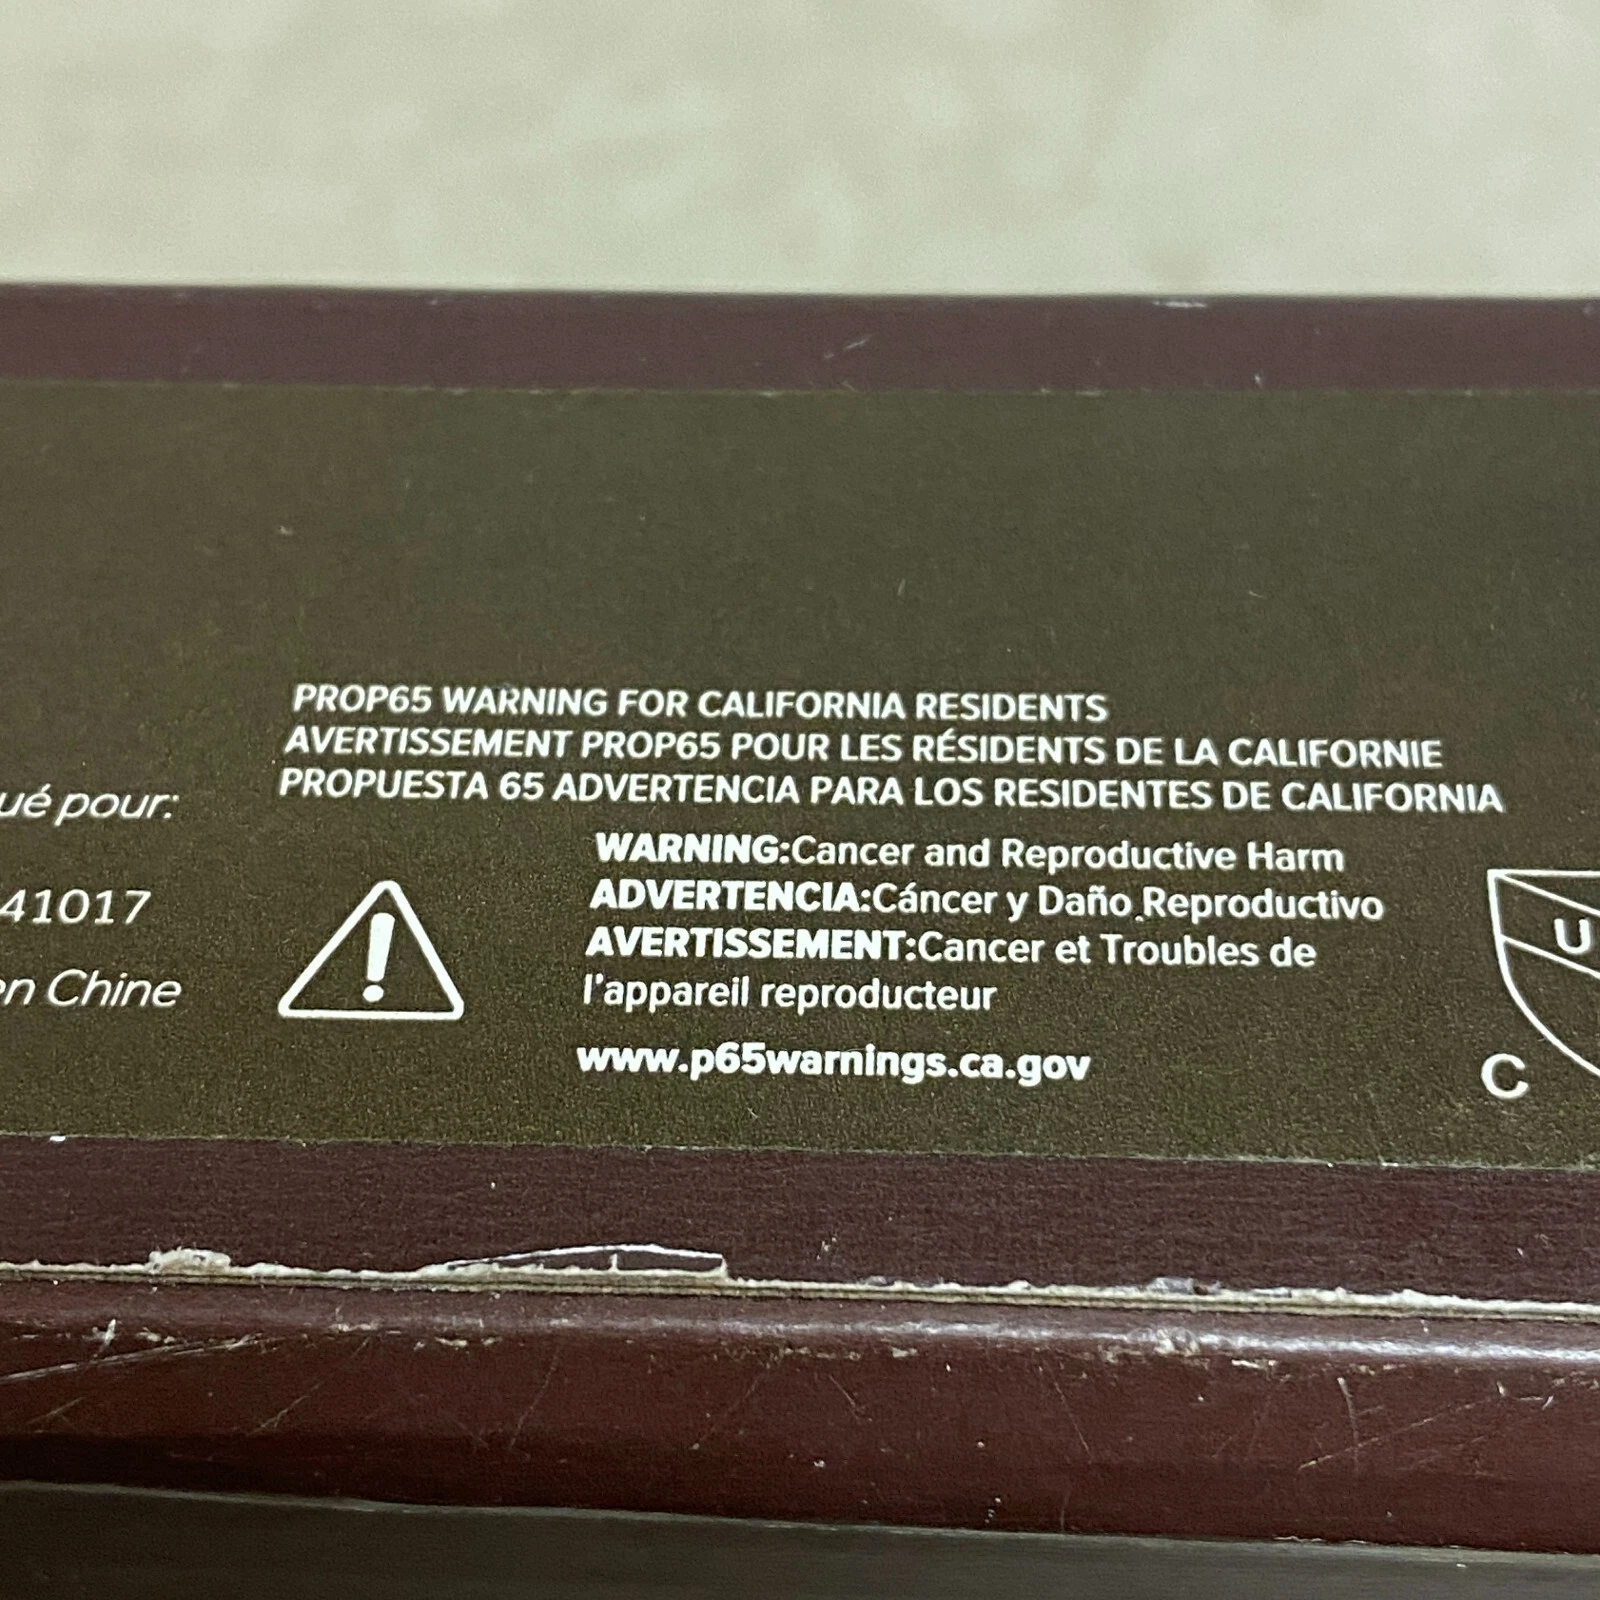 ué pour:
41017
en Chine
PROP65 WARNING FOR CALIFORNIA RESIDENTS
AVERTISSEMENT PROP65 POUR LES RÉSIDENTS DE LA CALIFORNIE
PROPUESTA 65 ADVERTENCIA PARA LOS RESIDENTES DE CALIFORNIA
WARNING:Cancer and Reproductive Harm
ADVERTENCIA:Cáncer y Daño Reproductivo
AVERTISSEMENT:Cancer et Troubles de
l'appareil reproducteur
www.p65warnings.ca.gov
U
C